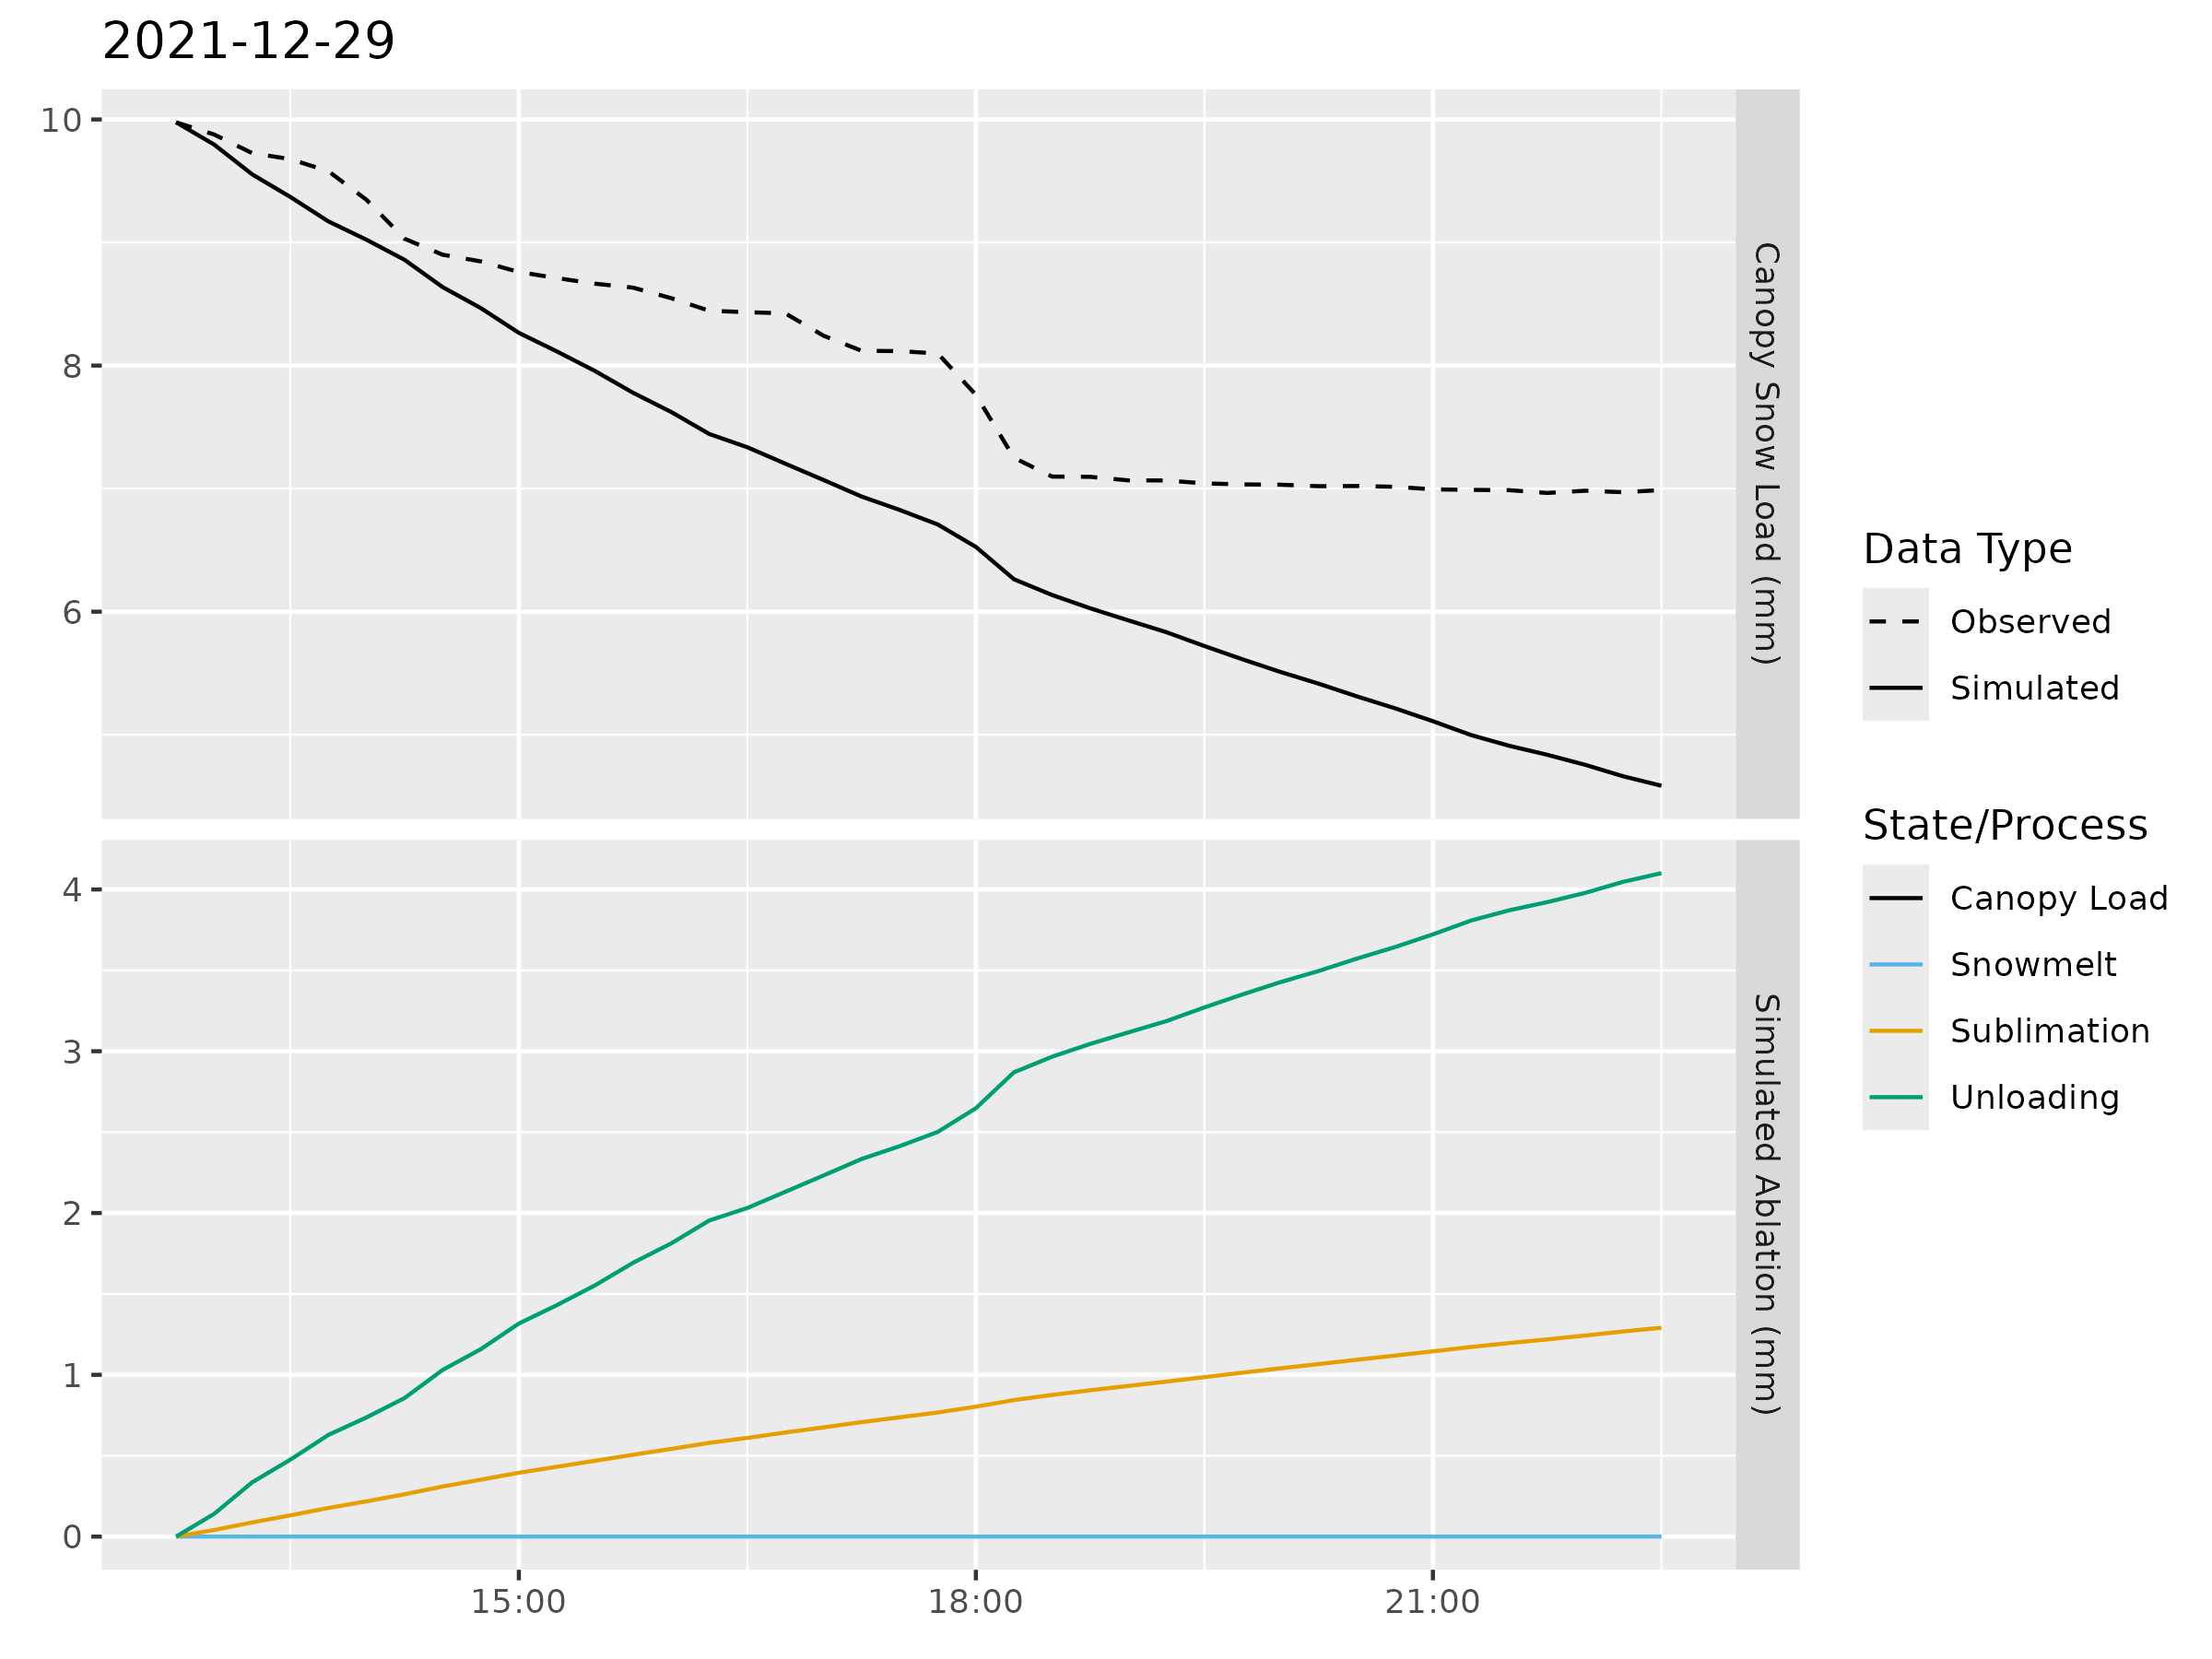 2021-12-29
10
8
6
Canopy Snow Load (mm)
4
3
2
1
0
Simulated Ablation (mm)
15:00 18:00 21:00
Data Type
Observed
Simulated
State/Process
Canopy Load
Snowmelt
Sublimation
Unloading